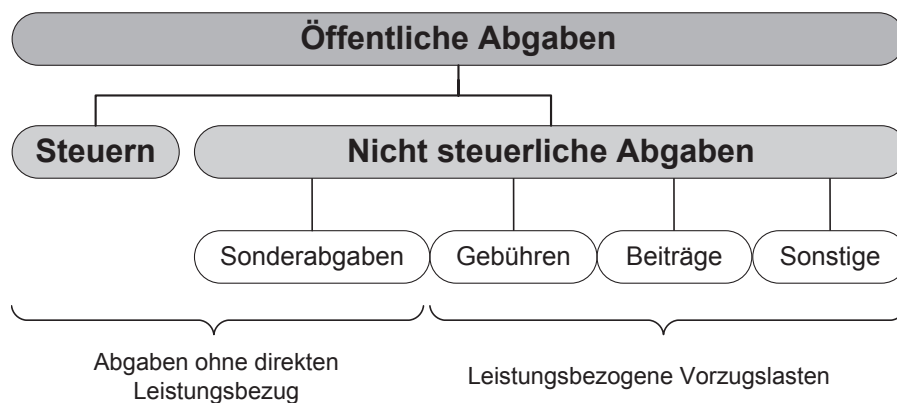 Öffentliche Abgaben
Steuern
Nicht steuerliche Abgaben
Sonderabgaben
Gebühren
Beiträge
Sonstige
Abgaben ohne direkten
Leistungsbezug
Leistungsbezogene Vorzugslasten